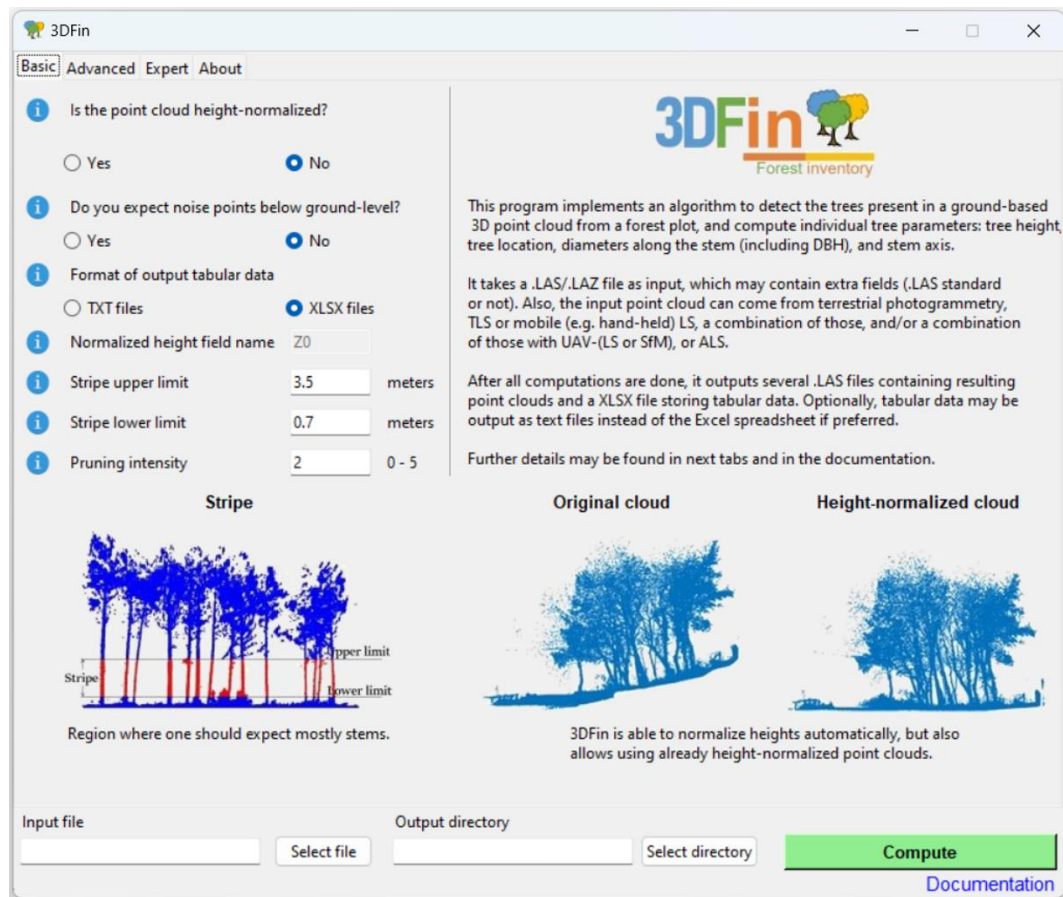 3DFin
Basic Advanced Expert About
Is the point cloud height-normalized?
Yes No
Do you expect noise points below ground-level?
Yes No
Format of output tabular data
TXT files XLSX files
Normalized height field name Z0
Stripe upper limit 3.5 meters
Stripe lower limit 0.7 meters
Pruning intensity 2 0 - 5
3DFin
Forest inventory
This program implements an algorithm to detect the trees present in a ground-based
3D point cloud from a forest plot, and compute individual tree parameters: tree height,
tree location, diameters along the stem (including DBH), and stem axis.
It takes a .LAS/.LAZ file as input, which may contain extra fields (.LAS standard
or not). Also, the input point cloud can come from terrestrial photogrammetry,
TLS or mobile (e.g. hand-held) LS, a combination of those, and/or a combination
of those with UAV-(LS or SfM), or ALS.
After all computations are done, it outputs several .LAS files containing resulting
point clouds and a XLSX file storing tabular data. Optionally, tabular data may be
output as text files instead of the Excel spreadsheet if preferred.
Further details may be found in next tabs and in the documentation.
Stripe
Upper limit
Stripe
Lower limit
Region where one should expect mostly stems.
Original cloud Height-normalized cloud
3DFin is able to normalize heights automatically, but also
allows using already height-normalized point clouds.
Input file
Select file
Output directory
Select directory
Compute
Documentation